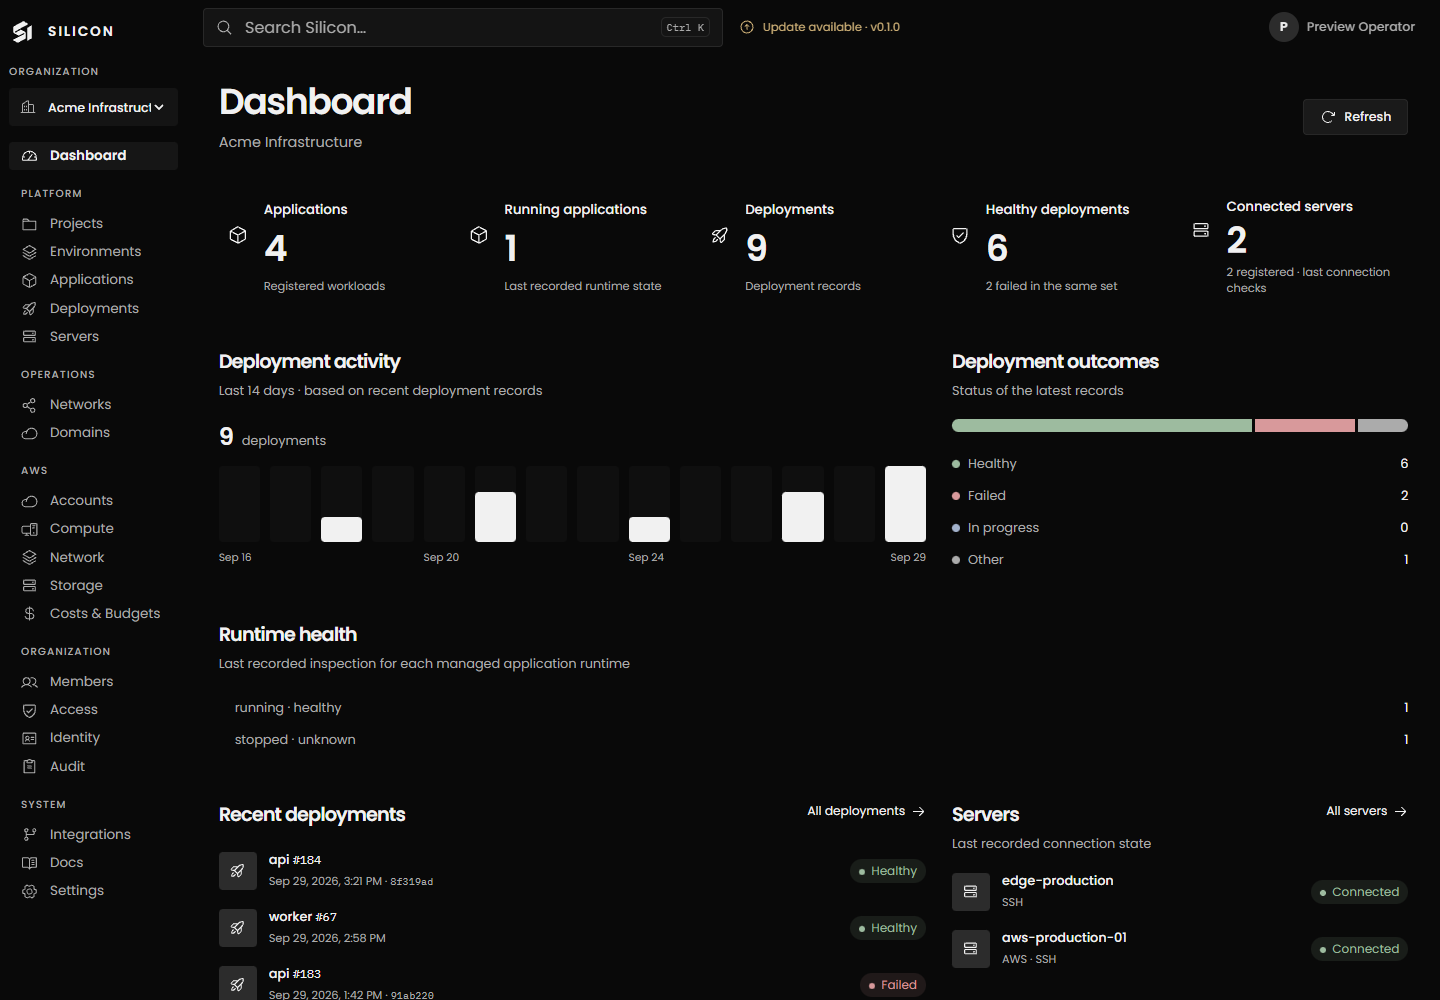 SILICON
Search Silicon...
Ctrl K
Update available · v0.1.0
P
Preview Operator
ORGANIZATION
Acme Infrastruct
Dashboard
PLATFORM
Projects
Environments
Applications
Deployments
Servers
OPERATIONS
Networks
Domains
AWS
Accounts
Compute
Network
Storage
Costs & Budgets
ORGANIZATION
Members
Access
Identity
Audit
SYSTEM
Integrations
Docs
Settings
Dashboard
Acme Infrastructure
Refresh
Applications
4
Registered workloads
Running applications
1
Last recorded runtime state
Deployments
9
Deployment records
Healthy deployments
6
2 failed in the same set
Connected servers
2
2 registered · last connection
checks
Deployment activity
Last 14 days · based on recent deployment records
9 deployments
Sep 16
Sep 20
Sep 24
Sep 29
Deployment outcomes
Status of the latest records
Healthy 6
Failed 2
In progress 0
Other 1
Runtime health
Last recorded inspection for each managed application runtime
running · healthy 1
stopped · unknown 1
Recent deployments
All deployments
api #184
Sep 29, 2026, 3:21 PM · 8f319ad
Healthy
worker #67
Sep 29, 2026, 2:58 PM
Healthy
api #183
Sep 29, 2026, 1:42 PM · 91ab220
Failed
Servers
All servers
Last recorded connection state
edge-production
SSH
Connected
aws-production-01
AWS · SSH
Connected